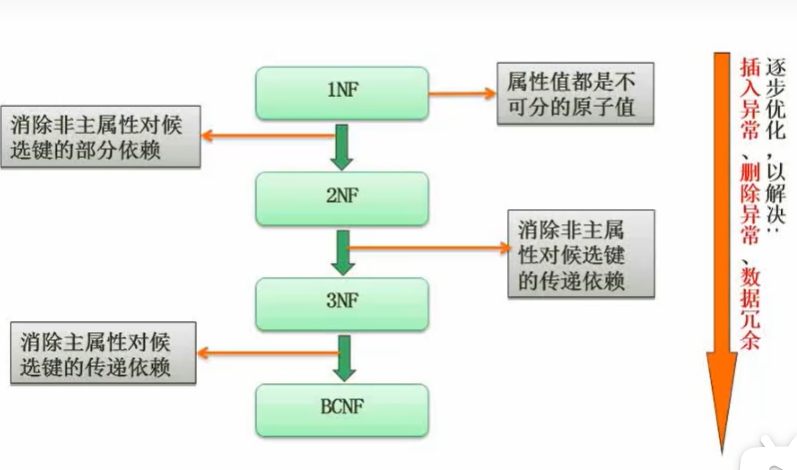 1NF
属性值都是不
可分的原子值
消除非主属性对候
选键的部分依赖
2NF
消除非主属
性对候选键
的传递依赖
3NF
消除主属性对候
选键的传递依赖
BCNF
逐步优化，以解决：
插入异常、删除异常、数据冗余